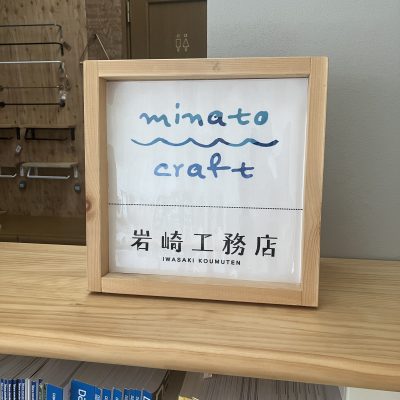 minato
craft
岩崎工務店
IWASAKI KOUMUTEN